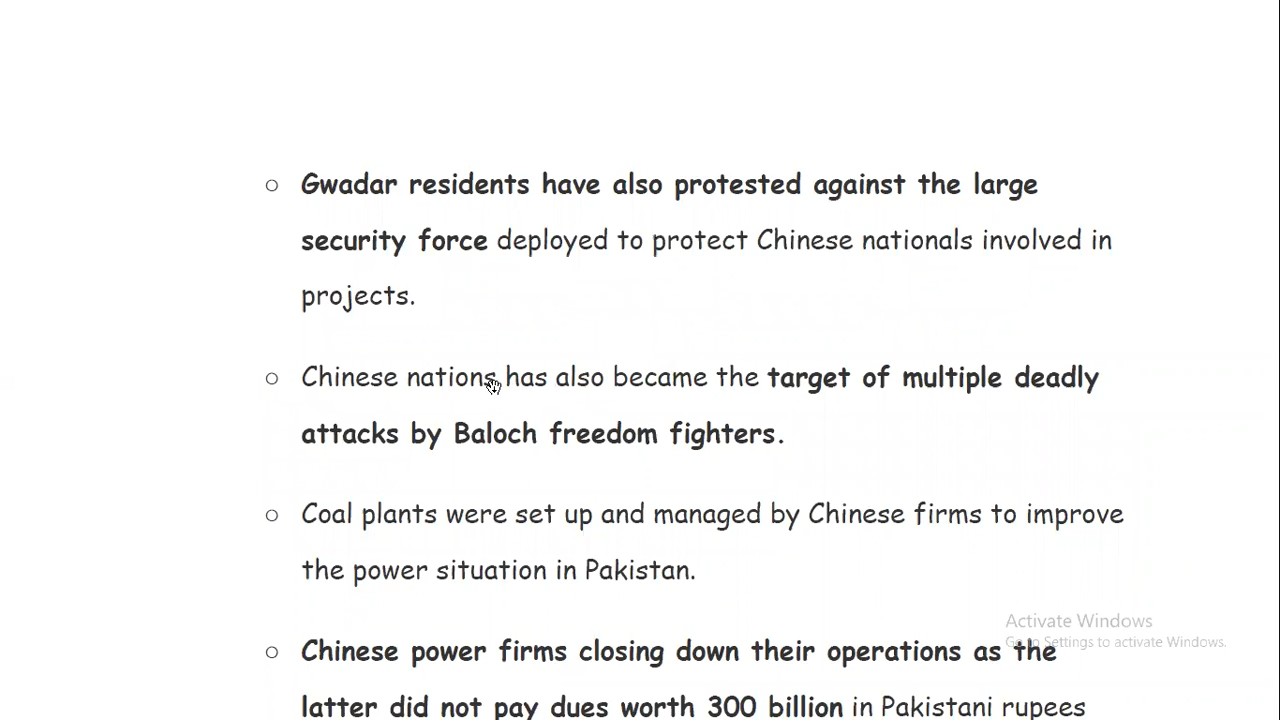 ○ Gwadar residents have also protested against the large
security force deployed to protect Chinese nationals involved in
projects.
○ Chinese nations has also became the target of multiple deadly
attacks by Baloch freedom fighters.
○ Coal plants were set up and managed by Chinese firms to improve
the power situation in Pakistan.
Activate Windows
Go to Settings to activate Windows.
○ Chinese power firms closing down their operations as the
latter did not pay dues worth 300 billion in Pakistani rupees